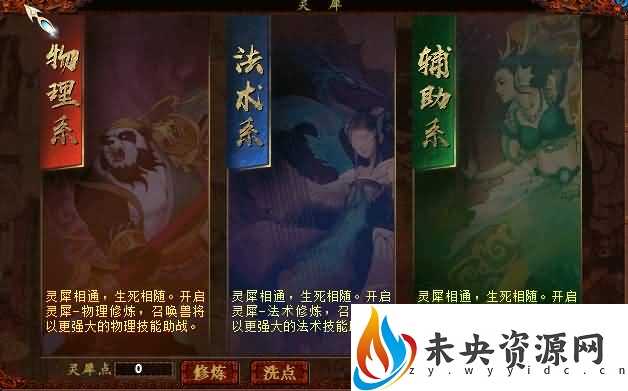 灵犀
物理系
法术系
辅助系
灵犀相通，生死相随。开启
灵犀-物理修炼，召唤兽将
以更强大的物理技能助战。
灵犀相通，生死相随。开启
灵犀-法术修炼，召
以更强大的法术技能
灵犀相通，生死相随。开启
灵犀点 0
修炼
洗点
未央资源网
zy.wyyidc.cn